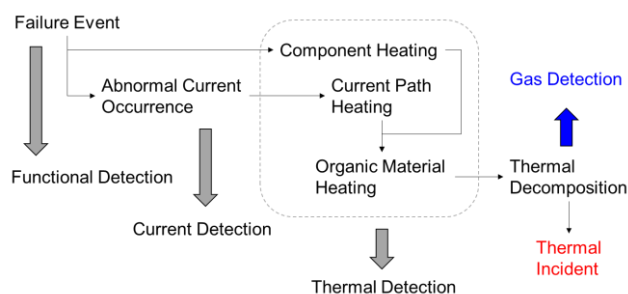 Failure Event
Component Heating
Abnormal Current
Occurrence
Current Path
Heating
Gas Detection
Functional Detection
Organic Material
Heating
Thermal
Decomposition
Current Detection
Thermal
Incident
Thermal Detection